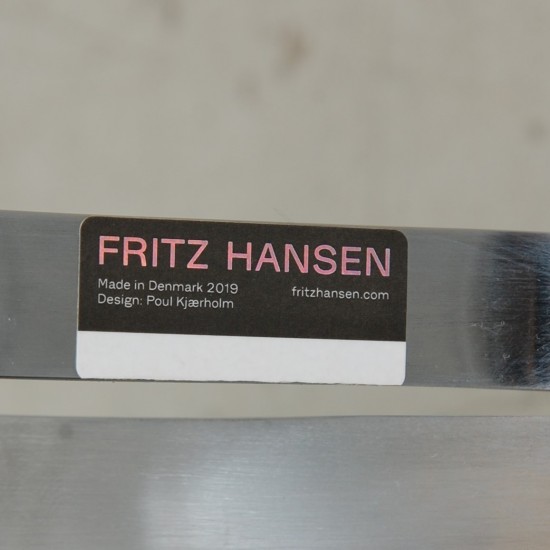 FRITZ HANSEN
Made in Denmark 2019
fritzhansen.com
Design: Poul Kjærholm